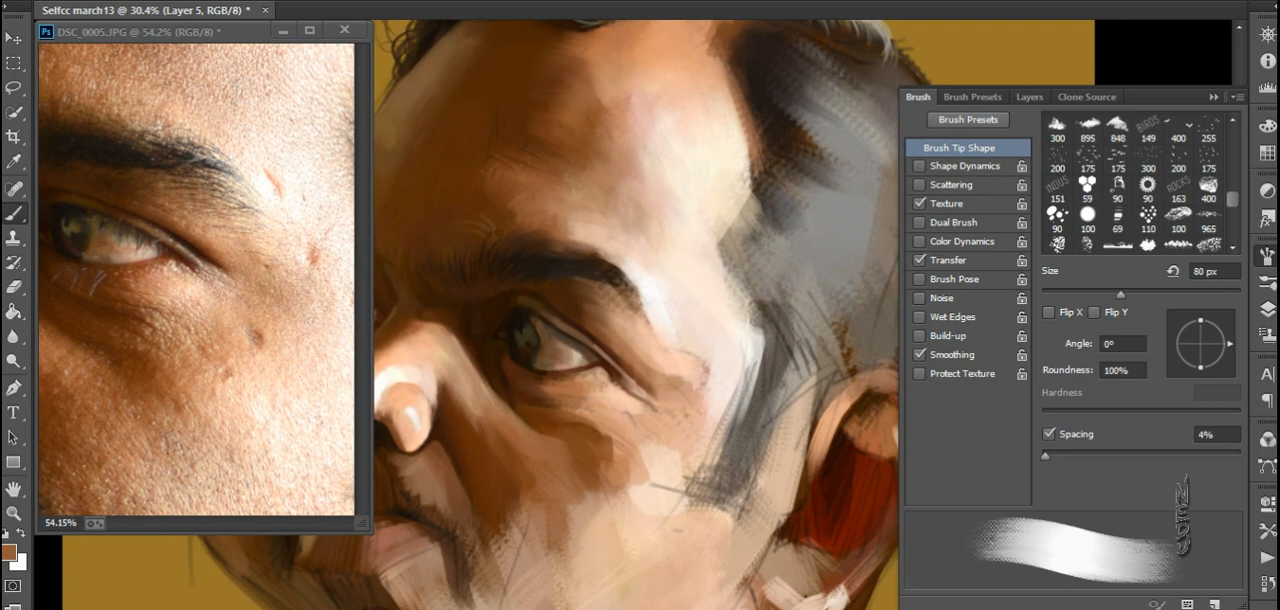 Selfcc march13 @ 30.4% (Layer 5, RGB/8) * ×
Ps DSC_0005.JPG @ 54.2% (RGB/8) *
54.15%
Brush Brush Presets Layers Clone Source
Brush Presets
Brush Tip Shape
Shape Dynamics
Scattering
Texture
Dual Brush
Color Dynamics
Transfer
Brush Pose
Noise
Wet Edges
Build-up
Smoothing
Protect Texture
300 895 848 149 400 255
200 175 175 300 200 175
151 59 90 90 163 400
90 100 69 110 100 965
Size 80 px
Flip X Flip Y
Angle: 0º
Roundness: 100%
Hardness
Spacing 4%